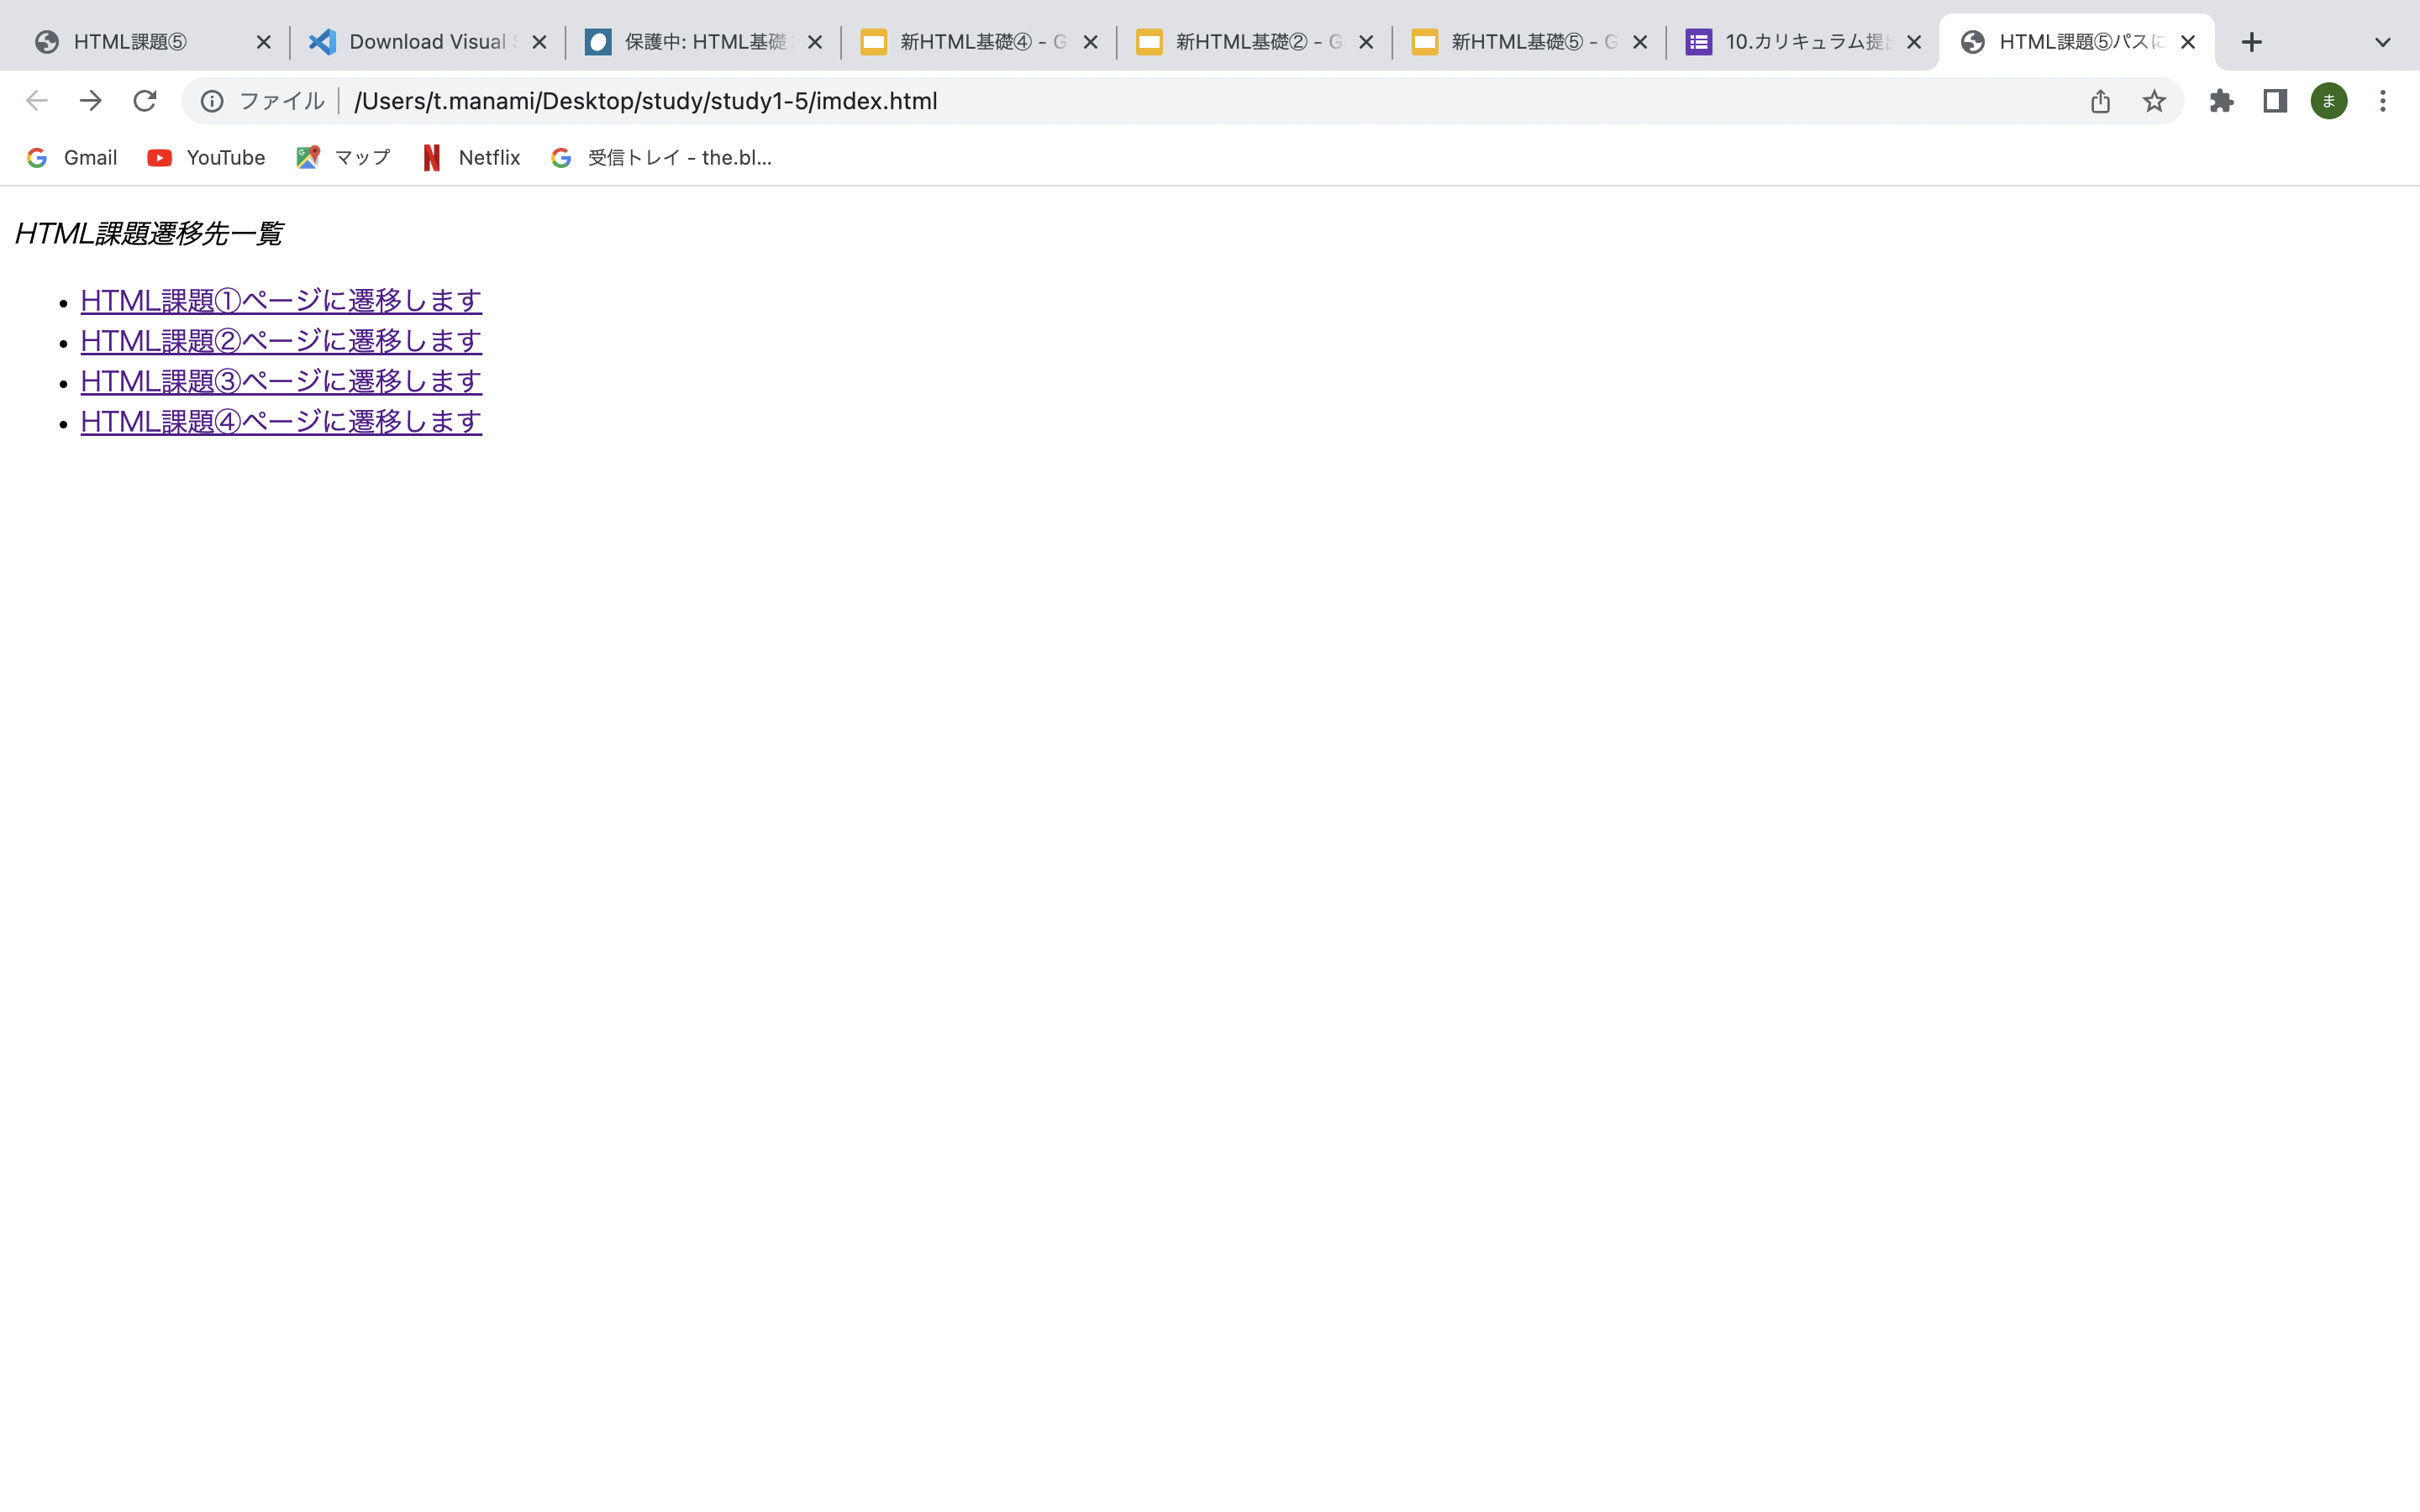 HTML課題⑤
Download Visual
保護中: HTML基礎
新HTML基礎④ - G
新HTML基礎② - G
新HTML基礎⑤ - G
10.カリキュラム提
HTML課題⑤パスに
ファイル /Users/t.manami/Desktop/study/study1-5/imdex.html
ま
Gmail YouTube マップ Netflix 受信トレイ - the.bl...
HTML課題遷移先一覧
• HTML課題①ページに遷移します
• HTML課題②ページに遷移します
• HTML課題③ページに遷移します
• HTML課題④ページに遷移します